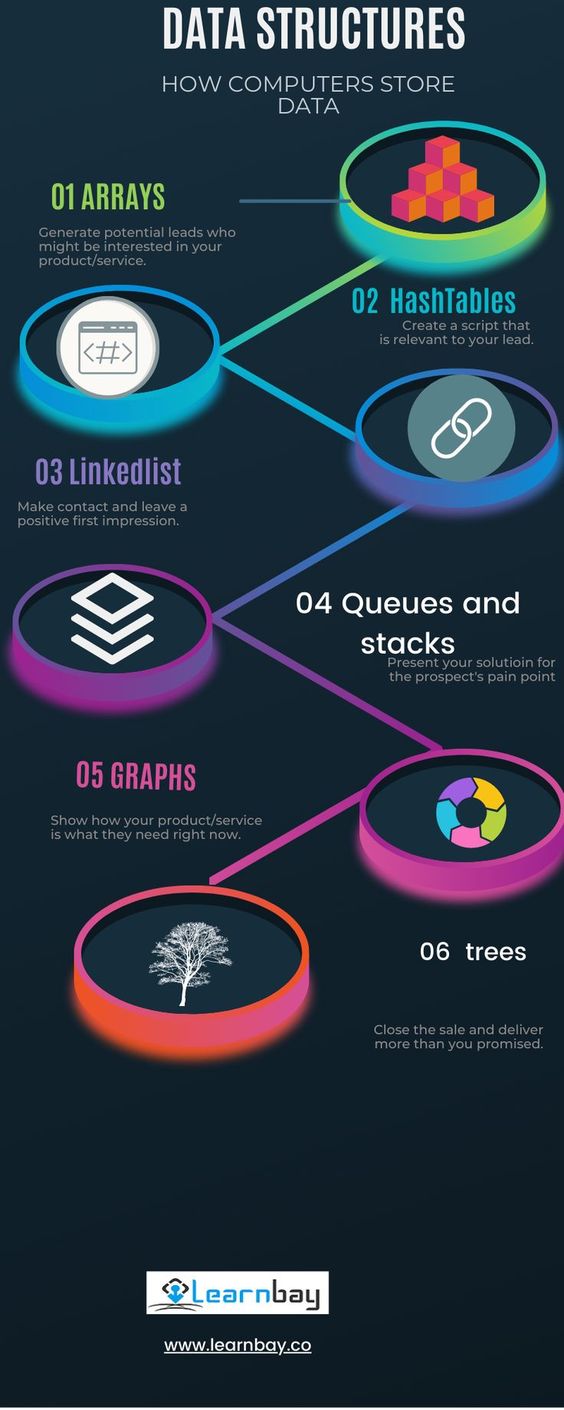 DATA STRUCTURES
HOW COMPUTERS STORE
DATA
01 ARRAYS
Generate potential leads who
might be interested in your
product/service.
02 HashTables
Create a script that
is relevant to your lead.
<#>
03 Linkedlist
Make contact and leave a
positive first impression.
04 Queues and
stacks
Present your solutioin for
the prospect's pain point
05 GRAPHS
Show how your product/service
is what they need right now.
06 trees
Close the sale and deliver
more than you promised.
Learnbay
www.learnbay.co